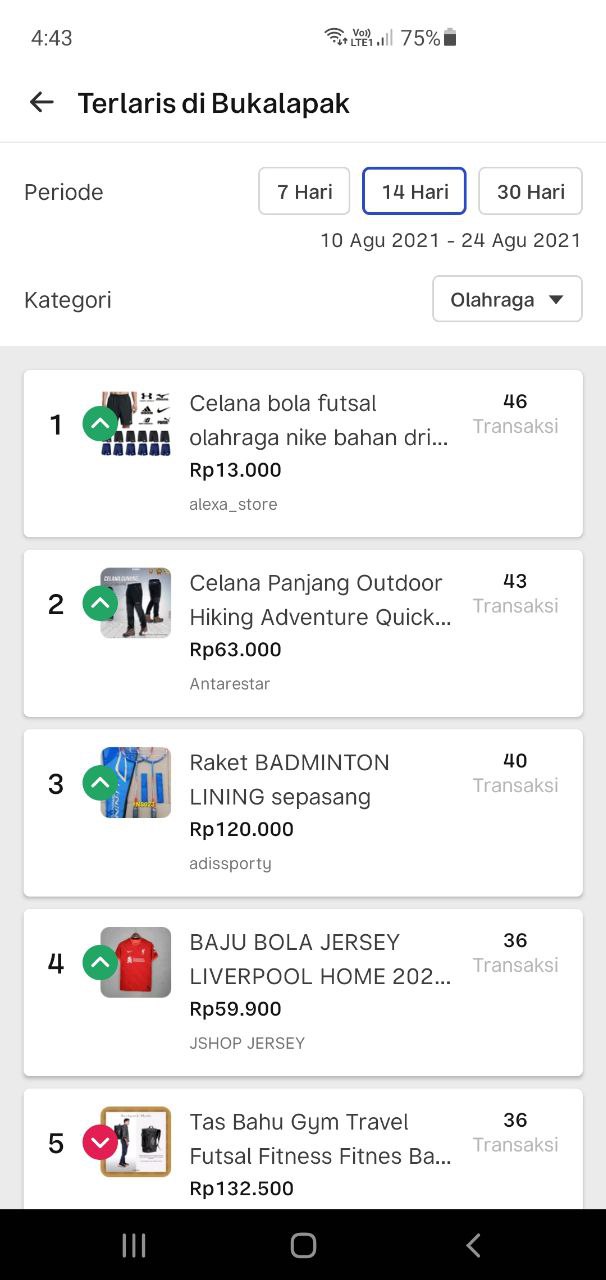 4:43
Vo))
LTE1
75%
Terlaris di Bukalapak
Periode
7 Hari
14 Hari
30 Hari
10 Agu 2021 - 24 Agu 2021
Kategori
Olahraga
1
Celana bola futsal
olahraga nike bahan dri...
Rp13.000
alexa_store
46
Transaksi
2
Celana Panjang Outdoor
Hiking Adventure Quick...
Rp63.000
Antarestar
43
Transaksi
3
Raket BADMINTON
LINING sepasang
Rp120.000
adissporty
40
Transaksi
4
BAJU BOLA JERSEY
LIVERPOOL HOME 202...
Rp59.900
JSHOP JERSEY
36
Transaksi
5
Tas Bahu Gym Travel
Futsal Fitness Fitnes Ba...
Rp132.500
36
Transaksi